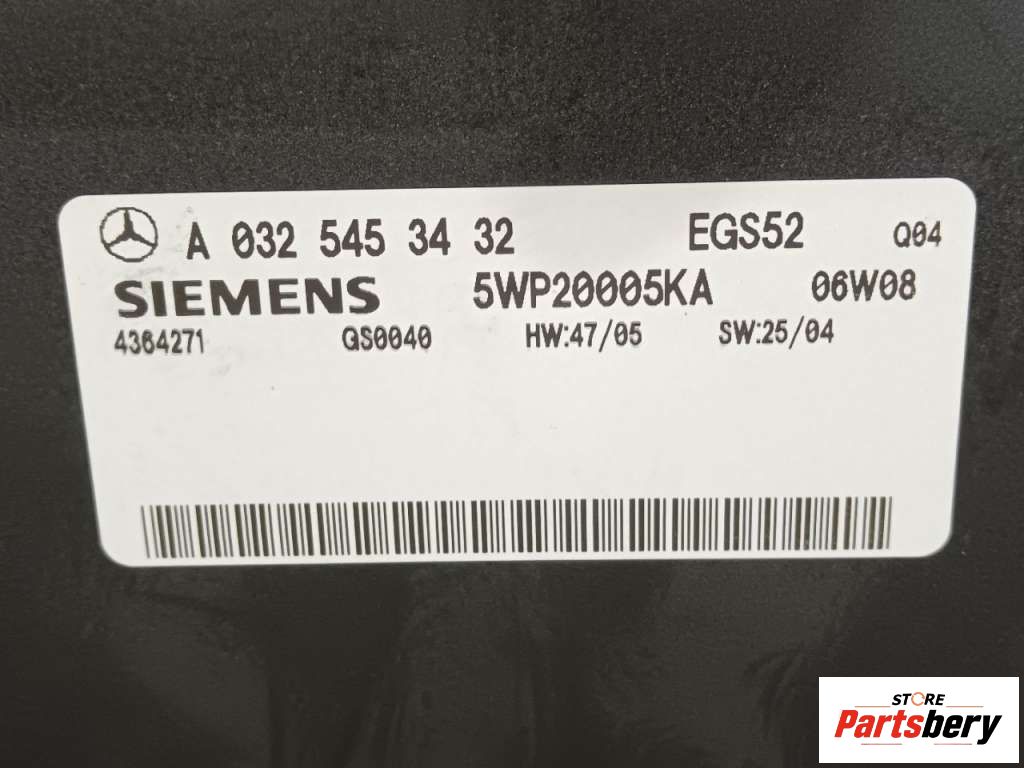 A 032 545 34 32 EGS52 Q04
SIEMENS 5WP20005KA 06W08
4364271 QS0040 HW:47/05 SW:25/04
STORE
Partsbery